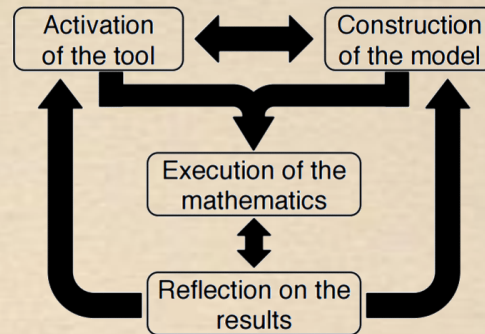 Activation
of the tool
Construction
of the model
Execution of the
mathematics
Reflection on the
results